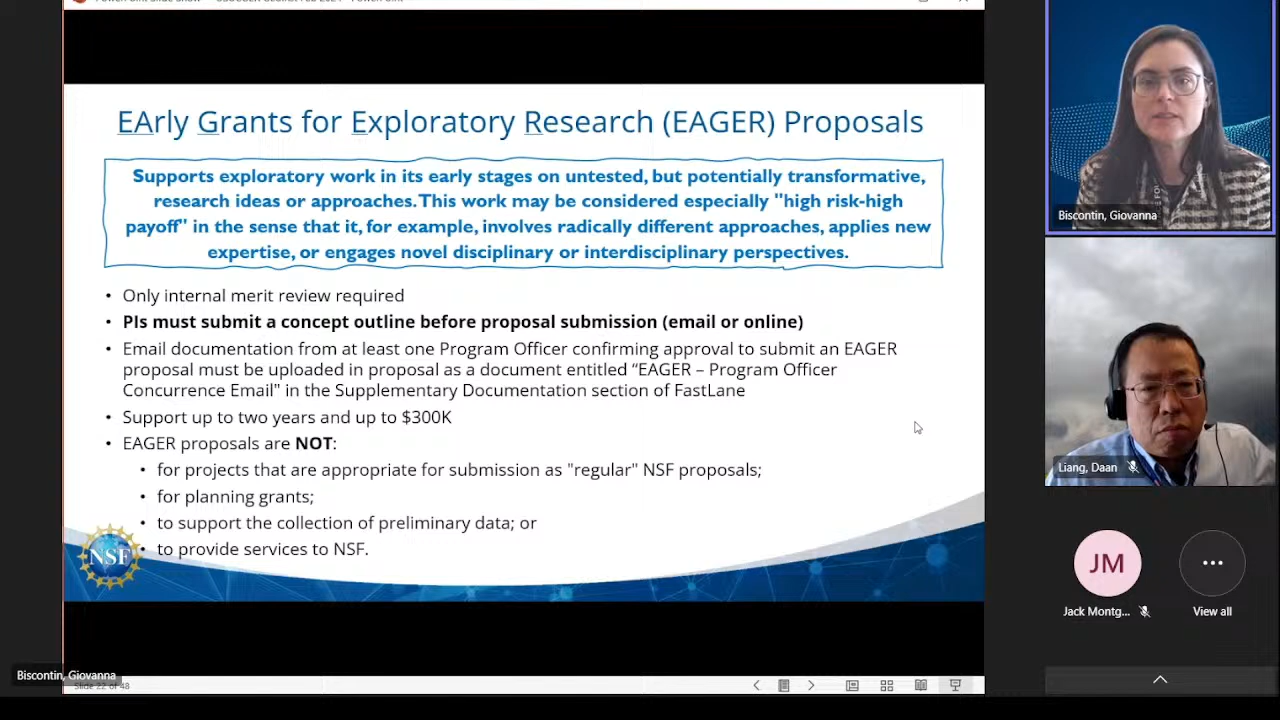 EArly Grants for Exploratory Research (EAGER) Proposals
Supports exploratory work in its early stages on untested, but potentially transformative,
research ideas or approaches. This work may be considered especially "high risk-high
payoff" in the sense that it, for example, involves radically different approaches, applies new
expertise, or engages novel disciplinary or interdisciplinary perspectives.
• Only internal merit review required
• PIs must submit a concept outline before proposal submission (email or online)
• Email documentation from at least one Program Officer confirming approval to submit an EAGER
proposal must be uploaded in proposal as a document entitled “EAGER – Program Officer
Concurrence Email" in the Supplementary Documentation section of FastLane
• Support up to two years and up to $300K
• EAGER proposals are NOT:
• for projects that are appropriate for submission as "regular" NSF proposals;
• for planning grants;
• to support the collection of preliminary data; or
• to provide services to NSF.
NSF
Biscontin, Giovanna
Slide 22 of 48
Biscontin, Giovanna
Liang, Daan
JM
Jack Montg...
View all